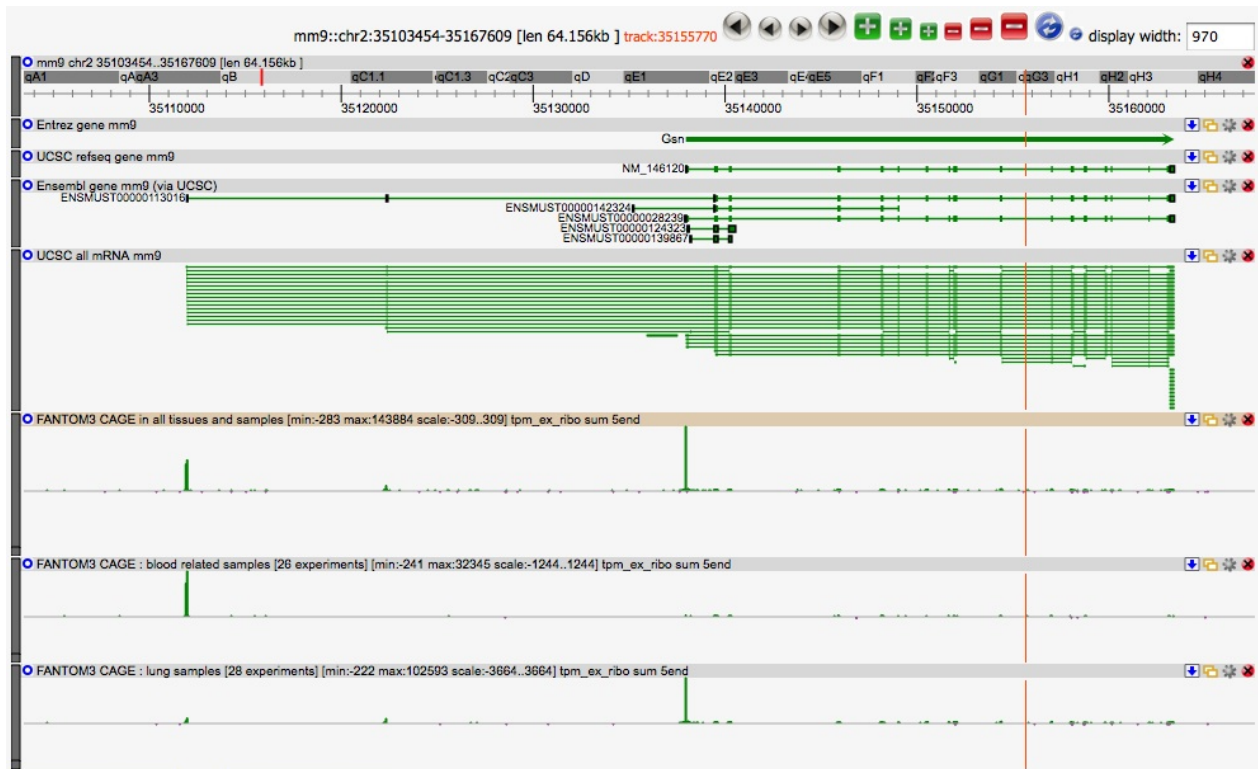 mm9::chr2:35103454-35167609 [len 64.156kb ] track:35155770 display width: 970
mm9 chr2 35103454..35167609 [len 64.156kb ]
qA1 qA qA3 qB qC1.1 qC1.3 qC2 qC3 qD qE1 qE2 qE3 qE4 qE5 qF1 qF2 qF3 qG1 qG3 qH1 qH2 qH3 qH4
35110000 35120000 35130000 35140000 35150000 35160000
Entrez gene mm9
Gsn
UCSC refseq gene mm9
NM_146120
Ensembl gene mm9 (via UCSC)
ENSMUST00000113016
ENSMUST00000142324
ENSMUST00000028239
ENSMUST00000124323
ENSMUST00000139867
UCSC all mRNA mm9
FANTOM3 CAGE in all tissues and samples [min:-283 max:143884 scale:-309..309] tpm_ex_ribo sum 5end
FANTOM3 CAGE : blood related samples [26 experiments] [min:-241 max:32345 scale:-1244..1244] tpm_ex_ribo sum 5end
FANTOM3 CAGE : lung samples [28 experiments] [min:-222 max:102593 scale:-3664..3664] tpm_ex_ribo sum 5end